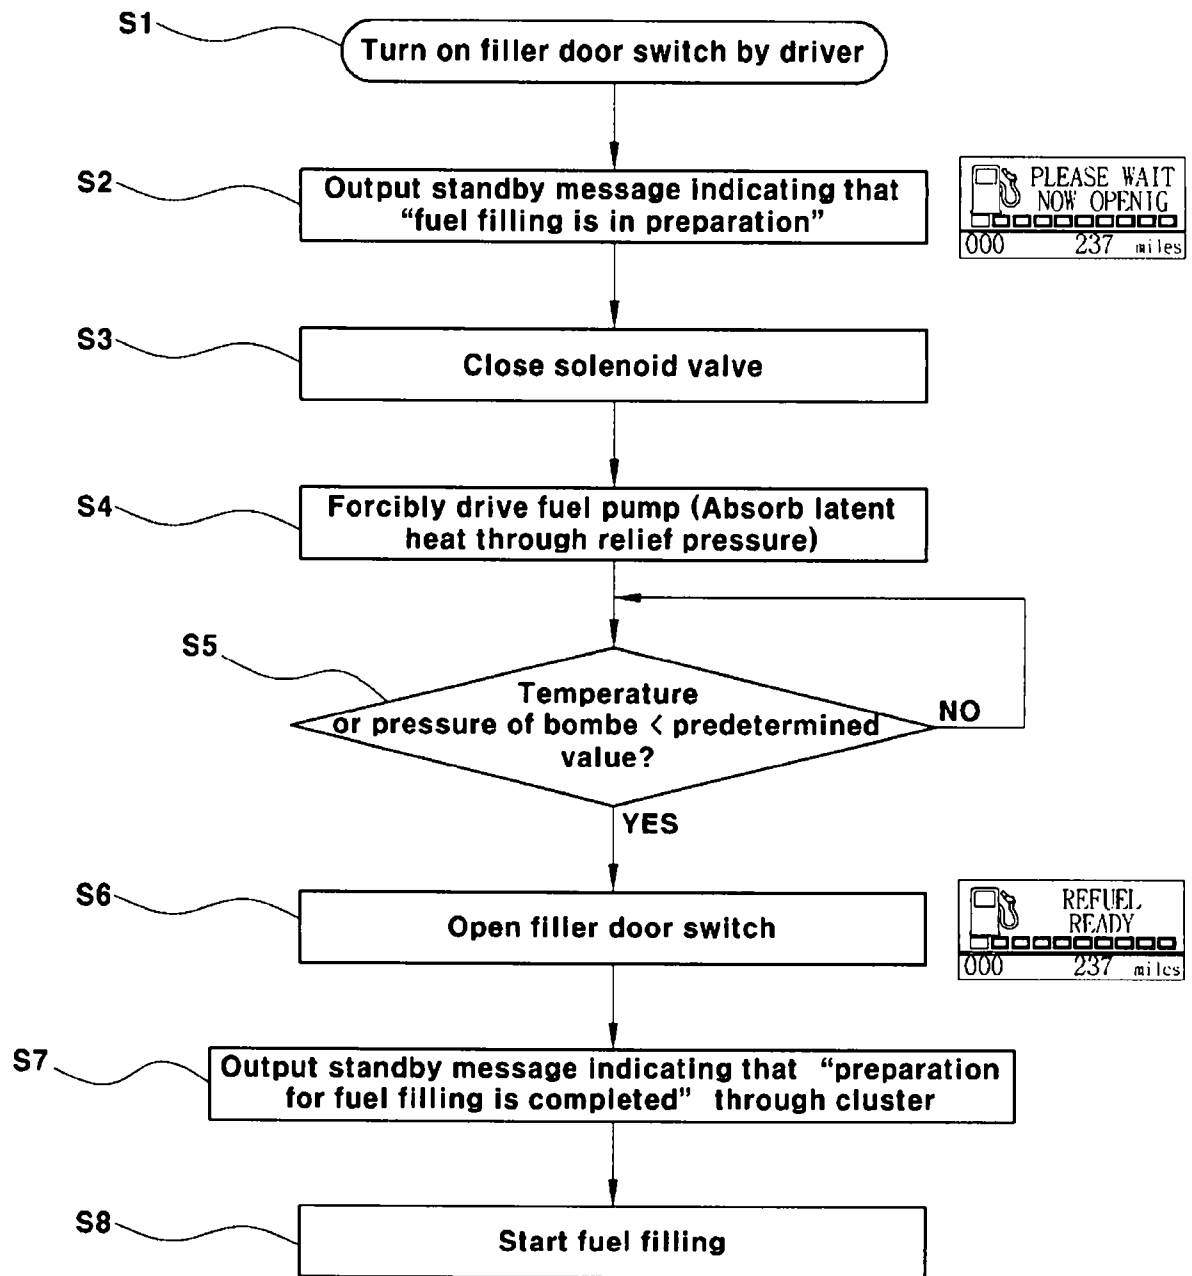 S1
Turn on filler door switch by driver
S2
Output standby message indicating that
“fuel filling is in preparation”
PLEASE WAIT
NOW OPENIG
000 237 miles
S3
Close solenoid valve
S4
Forcibly drive fuel pump (Absorb latent
heat through relief pressure)
S5
Temperature
or pressure of bombe < predetermined
value?
NO
YES
S6
Open filler door switch
REFUEL
READY
000 237 miles
S7
Output standby message indicating that “preparation
for fuel filling is completed” through cluster
S8
Start fuel filling